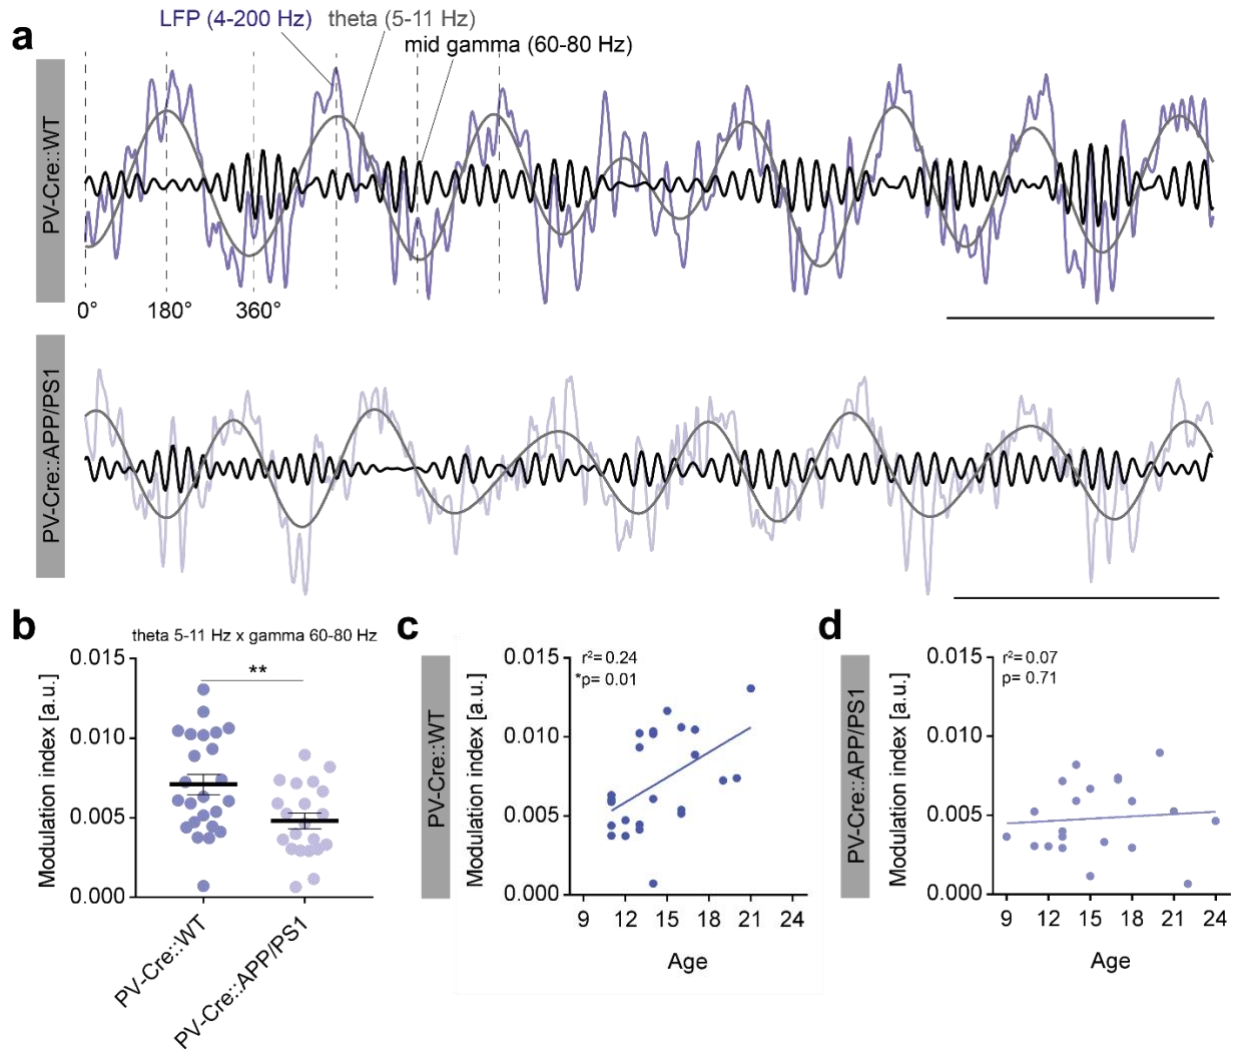 a
LFP (4-200 Hz)
theta (5-11 Hz)
mid gamma (60-80 Hz)
PV-Cre::WT
0°
180°
360°
PV-Cre::APP/PS1
b
theta 5-11 Hz x gamma 60-80 Hz
**
Modulation index [a.u.]
0.015
0.010
0.005
0.000
PV-Cre::WT
PV-Cre::APP/PS1
c
PV-Cre::WT
r²= 0.24
*p= 0.01
Modulation index [a.u.]
0.015
0.010
0.005
0.000
9 12 15 18 21 24
Age
d
PV-Cre::APP/PS1
r²= 0.07
p= 0.71
Modulation index [a.u.]
0.015
0.010
0.005
0.000
9 12 15 18 21 24
Age